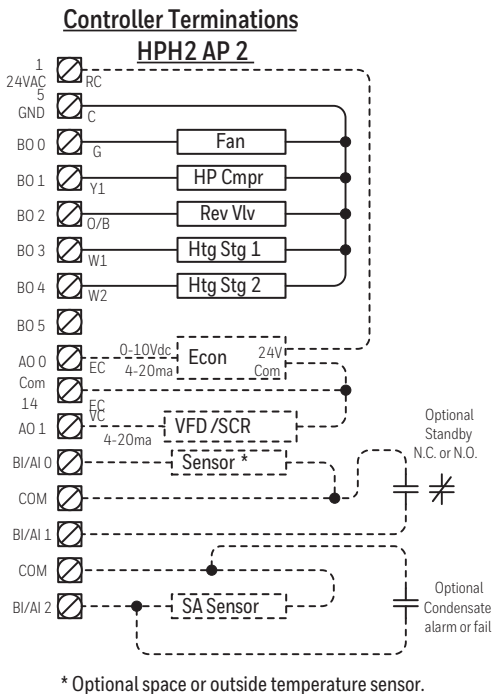 Controller Terminations
HPH2 AP 2
1
24VAC
RC
5
GND
C
BO 0
G
Fan
BO 1
Y1
HP Cmpr
BO 2
O/B
Rev Vlv
BO 3
W1
Htg Stg 1
BO 4
W2
Htg Stg 2
BO 5
AO 0
EC
0-10Vdc
4-20ma
Econ
24V
Com
Com
14
EC
VC
AO 1
4-20ma
VFD /SCR
BI/AI 0
Sensor *
COM
Optional
Standby
N.C. or N.O.
BI/AI 1
COM
BI/AI 2
SA Sensor
Optional
Condensate
alarm or fail
* Optional space or outside temperature sensor.